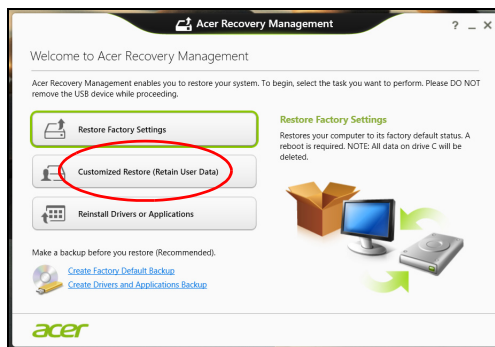 Acer Recovery Management
? _ X
Welcome to Acer Recovery Management
Acer Recovery Management enables you to restore your system. To begin, select the task you want to perform. Please DO NOT
remove the USB device while proceeding.
Restore Factory Settings
Customized Restore (Retain User Data)
Reinstall Drivers or Applications
Restore Factory Settings
Restores your computer to its factory default status. A
reboot is required. NOTE: All data on drive C will be
deleted.
Make a backup before you restore (Recommended).
Create Factory Default Backup
Create Drivers and Applications Backup
acer